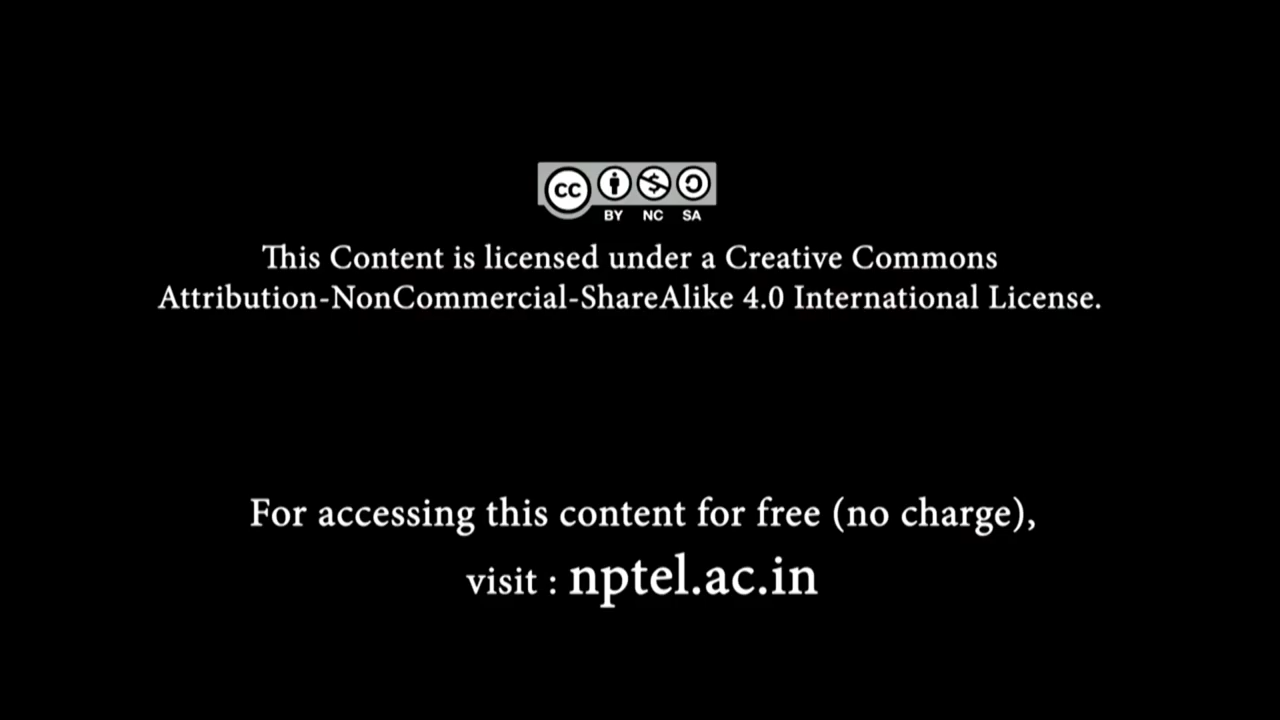 cc
BY NC SA
This Content is licensed under a Creative Commons
Attribution-NonCommercial-ShareAlike 4.0 International License.
For accessing this content for free (no charge),
visit : nptel.ac.in